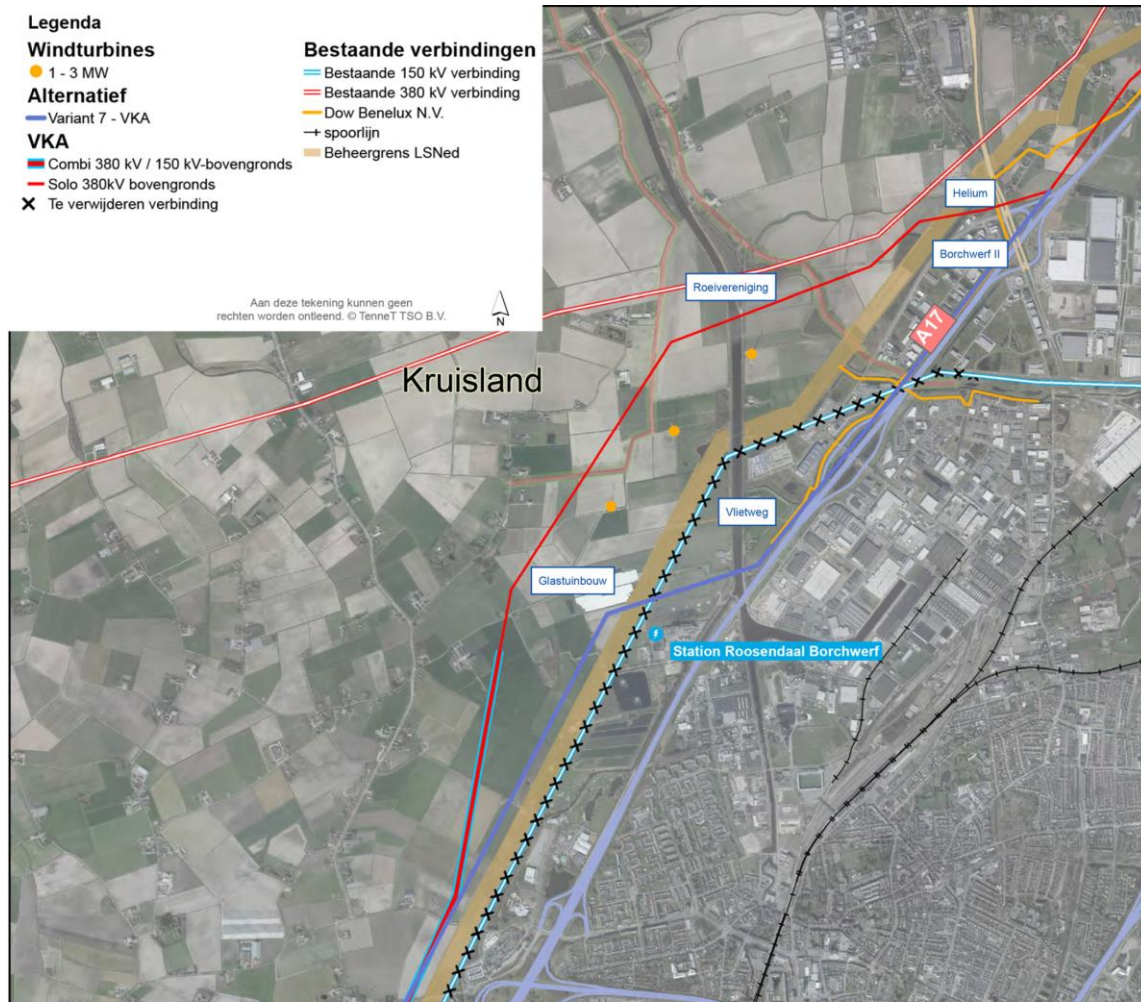 Legenda
Windturbines
1 - 3 MW
Alternatief
Variant 7 - VKA
VKA
Combi 380 kV / 150 kV-bovengronds
Solo 380kV bovengronds
Te verwijderen verbinding
Bestaande verbindingen
Bestaande 150 kV verbinding
Bestaande 380 kV verbinding
Dow Benelux N.V.
spoorlijn
Beheergrens LSNed
Aan deze tekening kunnen geen
rechten worden ontleend. © TenneT TSO B.V.
N
Helium
Borchwerf II
Roeivereniging
A17
Kruisland
Vlietweg
Glastuinbouw
Station Roosendaal Borchwerf